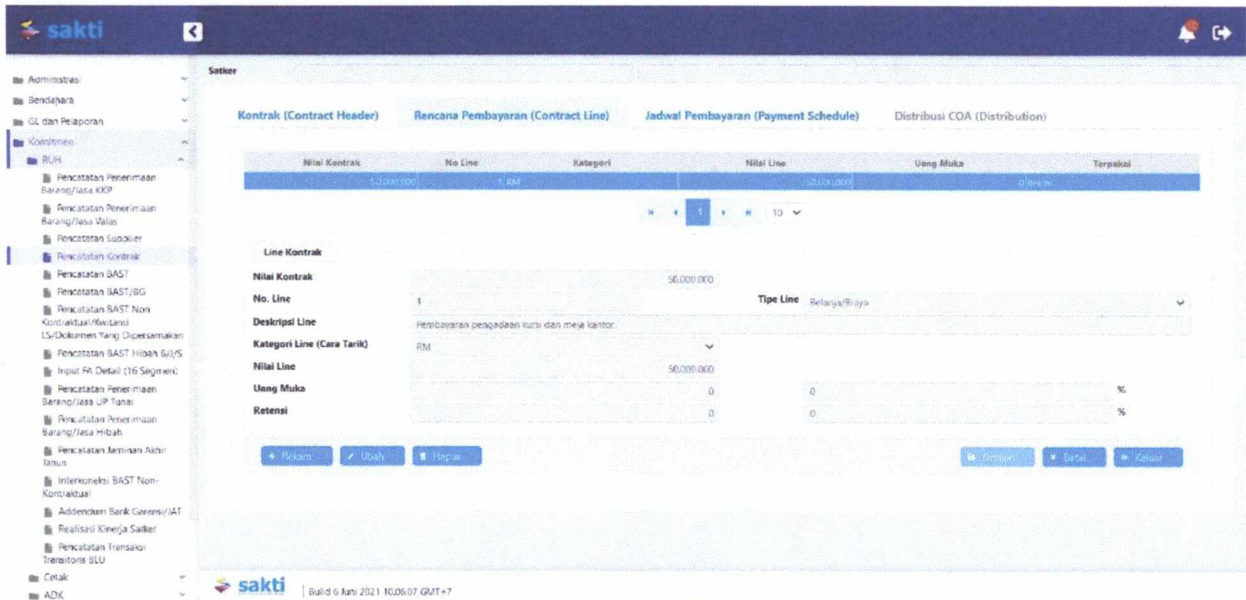 sakti
Satker
Administrasi
Bendahara
GL dan Pelaporan
Komitmen
RUH
Pencatatan Penerimaan
Barang/Jasa KKP
Pencatatan Penerimaan
Barang/Jasa Valas
Pencatatan Supplier
Pencatatan Kontrak
Pencatatan BAST
Pencatatan BAST/BG
Pencatatan BAST Non
Kontraktual/Kwitansi
LS/Dokumen Yang Dipersamakan
Pencatatan BAST Hibah B/J/S
Input FA Detail (16 Segmen)
Pencatatan Penerimaan
Barang/Jasa UP Tunai
Pencatatan Penerimaan
Barang/Jasa Hibah
Pencatatan Jaminan Akhir
Tahun
Interkoneksi BAST Non-
Kontraktual
Addendum Bank Garansi/JAT
Realisasi Kinerja Satker
Pencatatan Transaksi
Transitoris BLU
Cetak
ADK
Kontrak (Contract Header) Rencana Pembayaran (Contract Line) Jadwal Pembayaran (Payment Schedule) Distribusi COA (Distribution)
Nilai Kontrak No Line Kategori Nilai Line Uang Muka Terpakai
50.000.000 1 RM 50.000.000 0
1 10
Line Kontrak
Nilai Kontrak 50.000.000
No. Line 1 Tipe Line Belanja/Biaya
Deskripsi Line Pembayaran pengadaan kursi dan meja kantor.
Kategori Line (Cara Tarik) RM
Nilai Line 50.000.000
Uang Muka 0 0 %
Retensi 0 0 %
Rekam Ubah Hapus Simpan Batal Keluar
sakti Build 6 Juni 2021 10.06.07 GMT+7